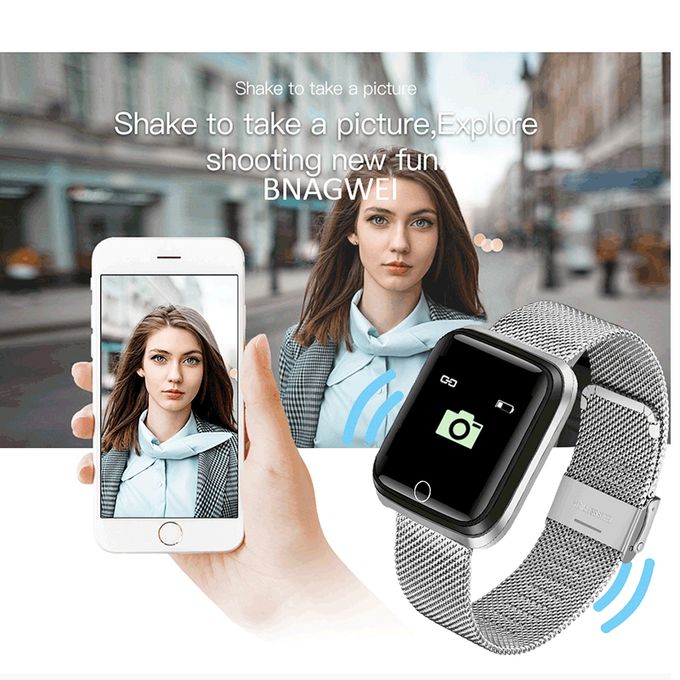 Shake to take a picture
Shake to take a picture,Explore
shooting new fun.
BNAGWEI